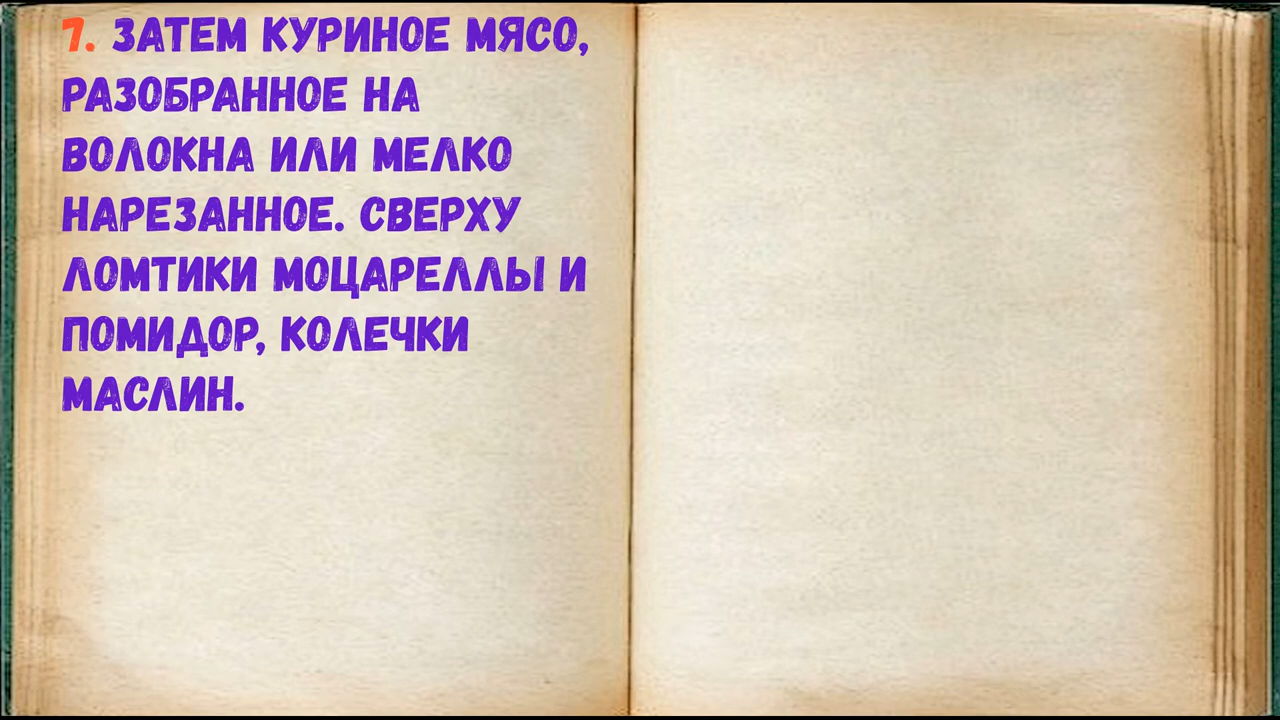 7. ЗАТЕМ КУРИНОЕ МЯСО,
РАЗОБРАННОЕ НА
ВОЛОКНА ИЛИ МЕЛКО
НАРЕЗАННОЕ. СВЕРХУ
ЛОМТИКИ МОЦАРЕЛЛЫ И
ПОМИДОР, КОЛЕЧКИ
МАСЛИН.